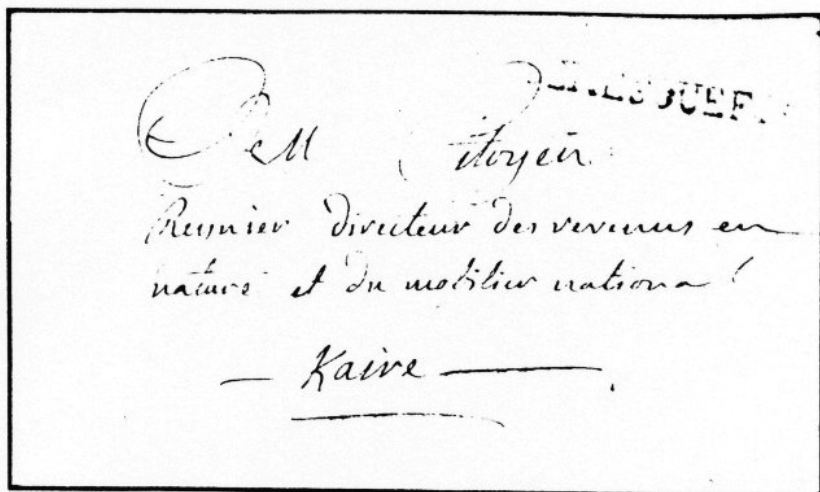 Citoyen
Reynier directeur des revenus en
nature et du mobilier national
— Kaire —